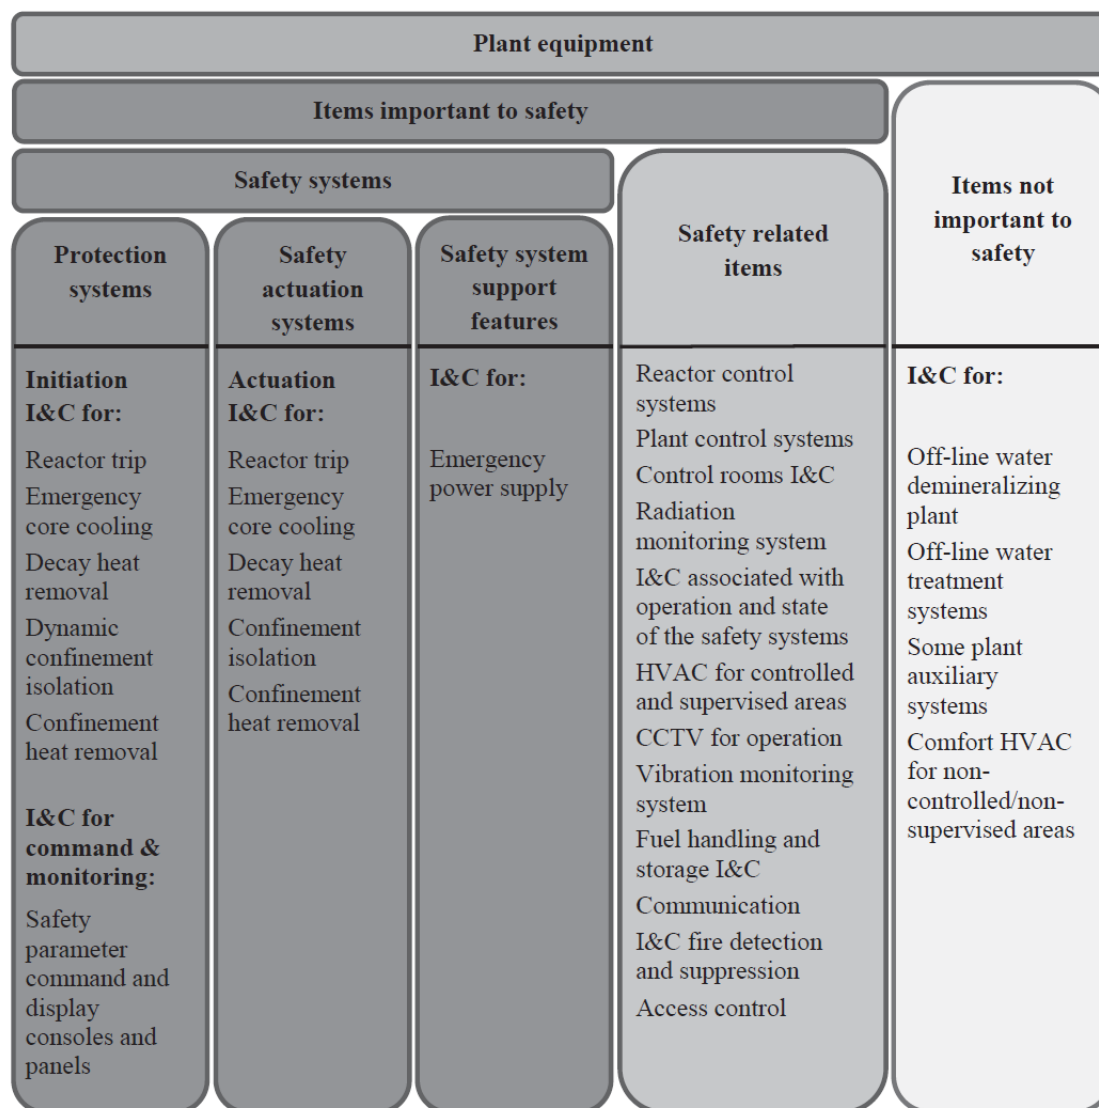 Plant equipment
Items important to safety
Safety systems
Protection
systems
Initiation
I&C for:
Reactor trip
Emergency
core cooling
Decay heat
removal
Dynamic
confinement
isolation
Confinement
heat removal
I&C for
command &
monitoring:
Safety
parameter
command and
display
consoles and
panels
Safety
actuation
systems
Actuation
I&C for:
Reactor trip
Emergency
core cooling
Decay heat
removal
Confinement
isolation
Confinement
heat removal
Safety system
support
features
I&C for:
Emergency
power supply
Safety related
items
Reactor control
systems
Plant control systems
Control rooms I&C
Radiation
monitoring system
I&C associated with
operation and state
of the safety systems
HVAC for controlled
and supervised areas
CCTV for operation
Vibration monitoring
system
Fuel handling and
storage I&C
Communication
I&C fire detection
and suppression
Access control
Items not
important to
safety
I&C for:
Off-line water
demineralizing
plant
Off-line water
treatment
systems
Some plant
auxiliary
systems
Comfort HVAC
for non-
controlled/non-
supervised areas